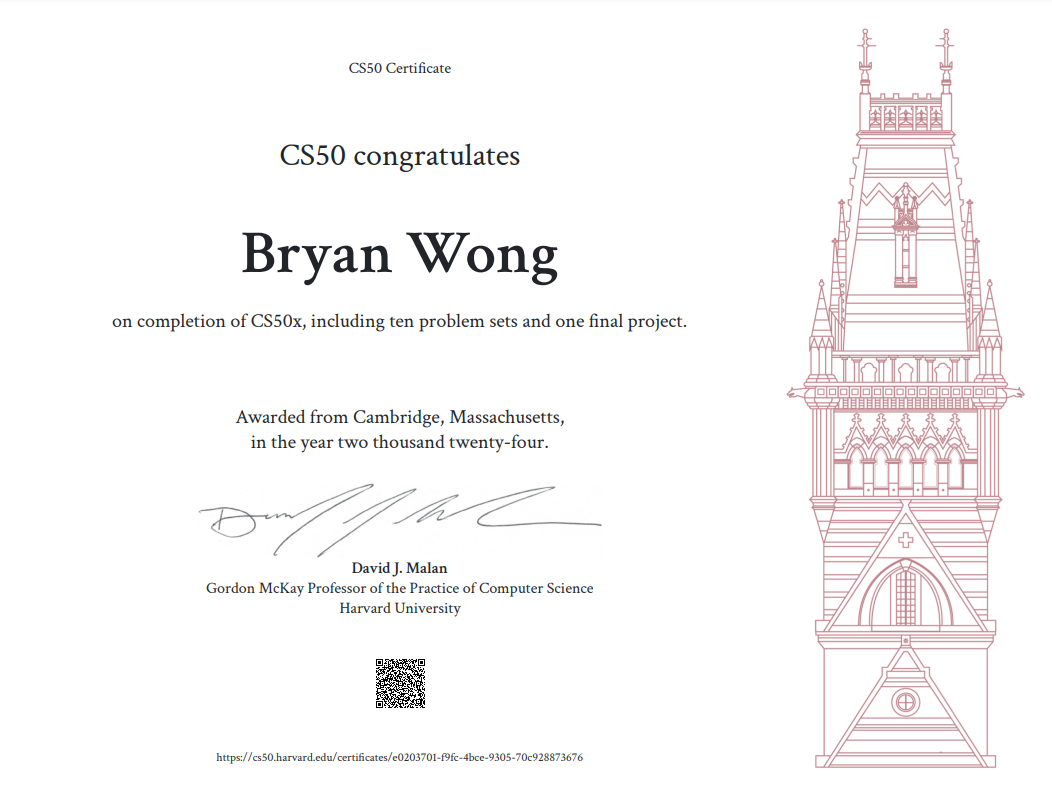 CS50 Certificate
CS50 congratulates
Bryan Wong
on completion of CS50x, including ten problem sets and one final project.
Awarded from Cambridge, Massachusetts,
in the year two thousand twenty-four.
David J. Malan
Gordon McKay Professor of the Practice of Computer Science
Harvard University
https://cs50.harvard.edu/certificates/e0203701-f9fc-4bce-9305-70c928873676